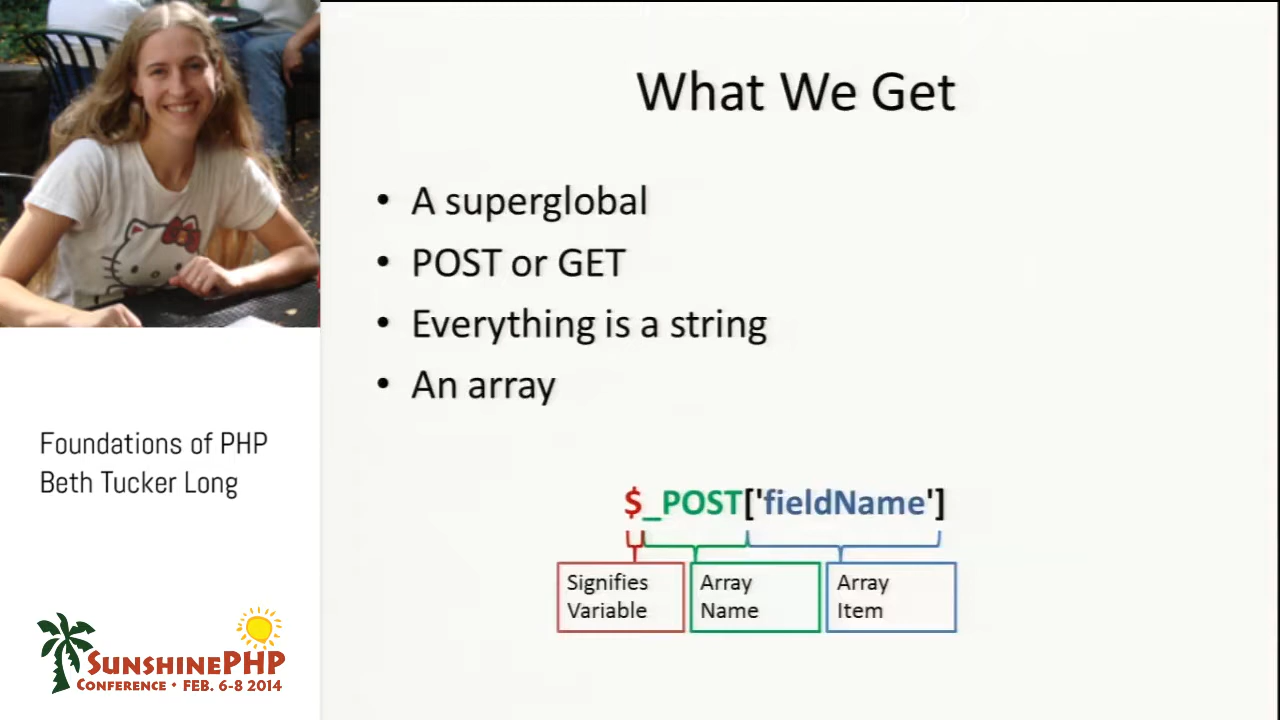 What We Get
• A superglobal
• POST or GET
• Everything is a string
• An array
$_POST['fieldName']
Signifies
Variable
Array
Name
Array
Item
Foundations of PHP
Beth Tucker Long
SunshinePHP
Conference • Feb. 6-8 2014